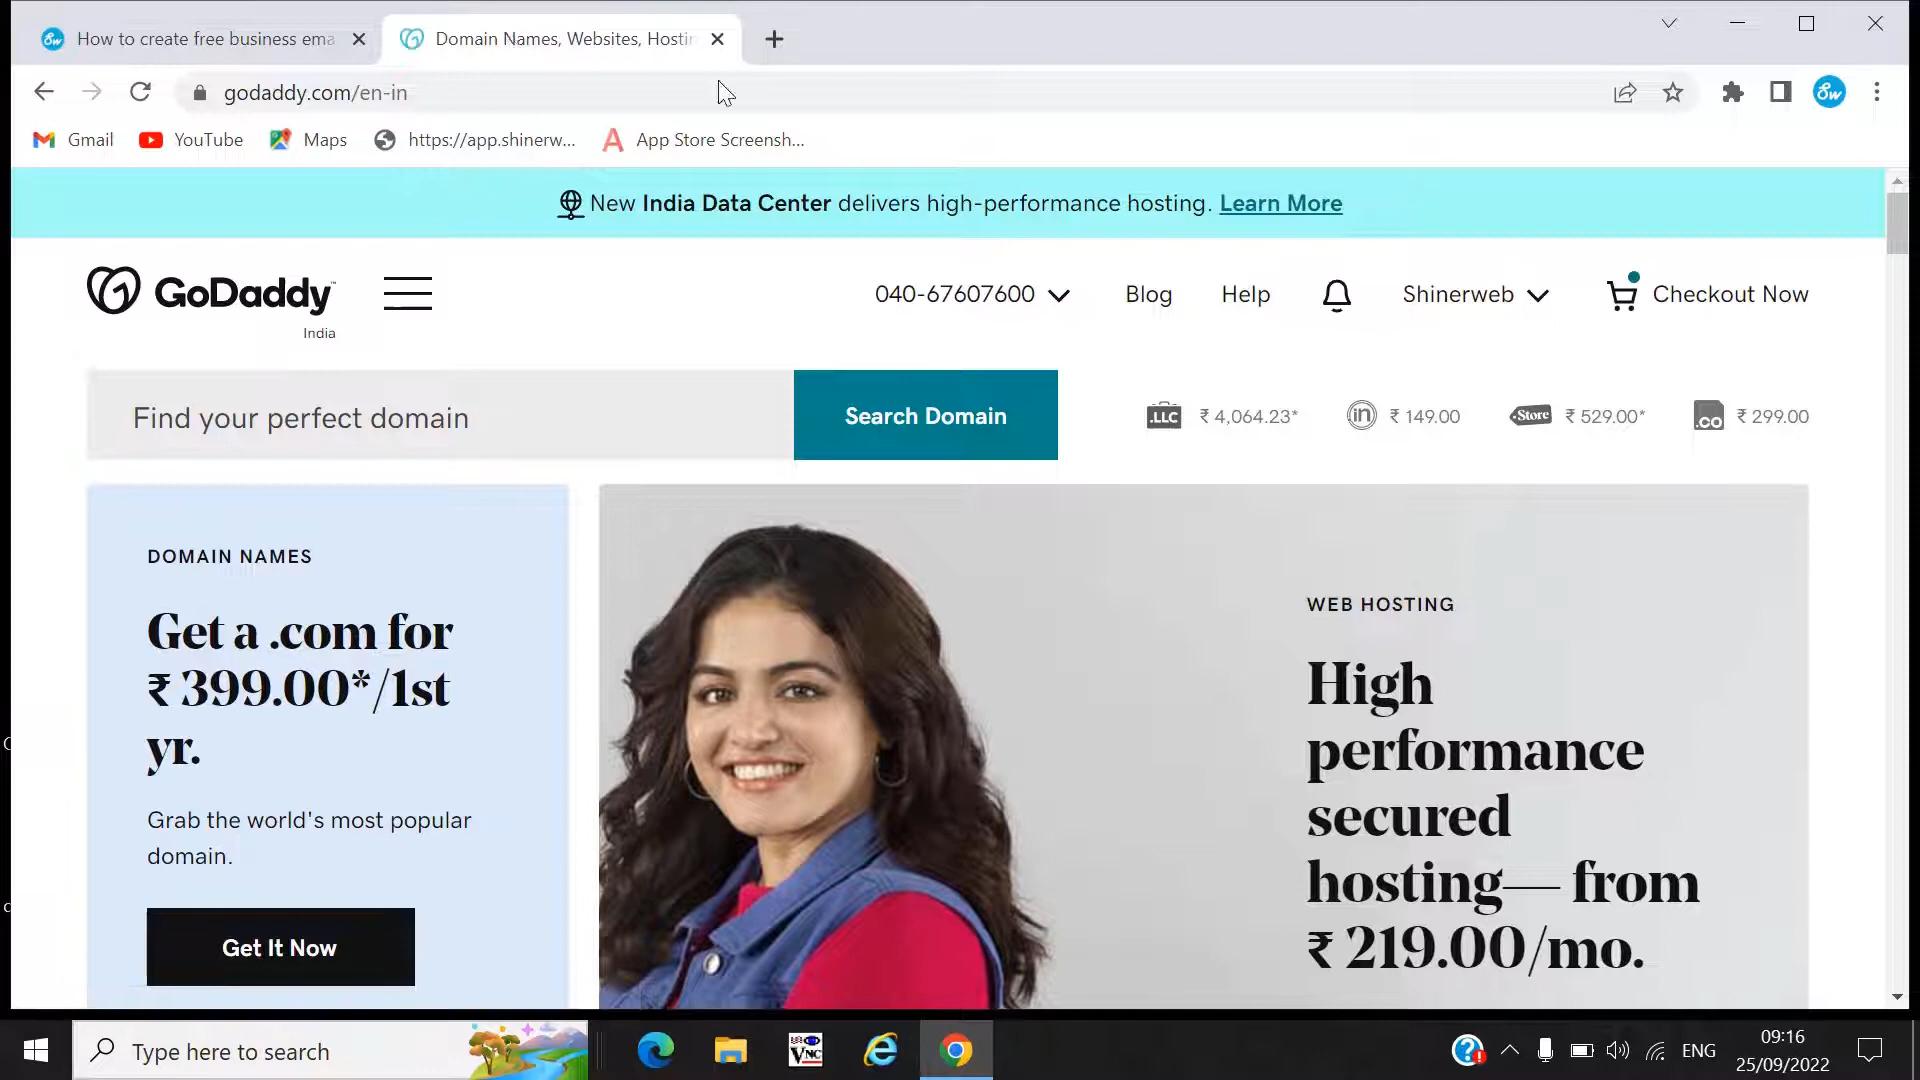 How to create free business ema
Domain Names, Websites, Hostin
godaddy.com/en-in
Gmail
YouTube
Maps
https://app.shinerw...
App Store Screensh...
New India Data Center delivers high-performance hosting. Learn More
GoDaddy
India
040-67607600
Blog
Help
Shinerweb
Checkout Now
Find your perfect domain
Search Domain
.LLC ₹ 4,064.23*
in ₹ 149.00
Store ₹ 529.00*
.co ₹ 299.00
DOMAIN NAMES
Get a .com for
₹ 399.00*/1st
yr.
Grab the world's most popular
domain.
Get It Now
WEB HOSTING
High
performance
secured
hosting— from
₹ 219.00/mo.
Type here to search
VNC
ENG
09:16
25/09/2022